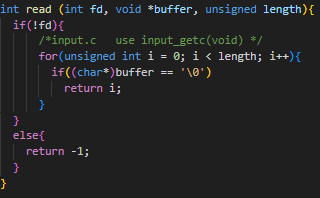 int read (int fd, void *buffer, unsigned length){
  if(!fd){
    /*input.c   use input_getc(void) */
    for(unsigned int i = 0; i < length; i++){
      if((char*)buffer == '\0')
        return i;
    }
  }
  else{
    return -1;
  }
}